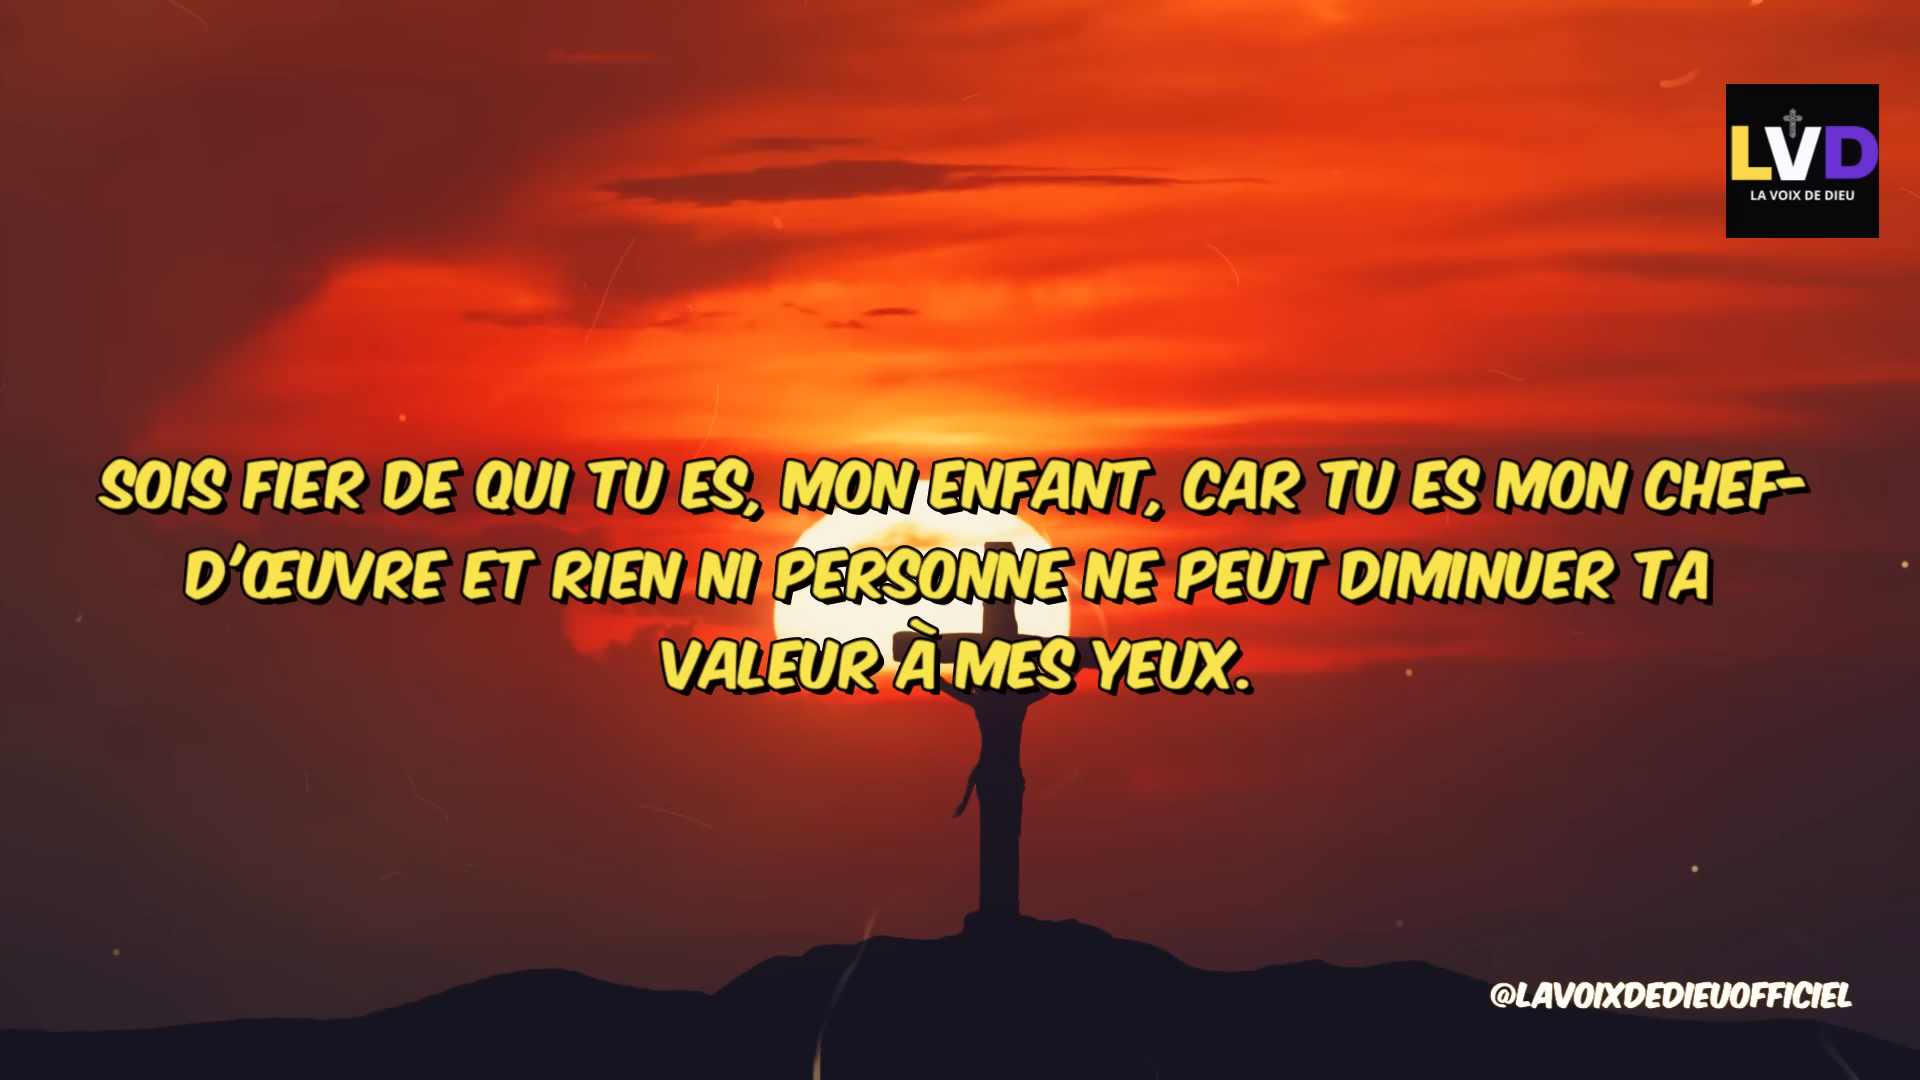 LVD
LA VOIX DE DIEU
SOIS FIER DE QUI TU ES, MON ENFANT, CAR TU ES MON CHEF-
D'ŒUVRE ET RIEN NI PERSONNE NE PEUT DIMINUER TA
VALEUR À MES YEUX.
@LAVOIXDEDIEUOFFICIEL